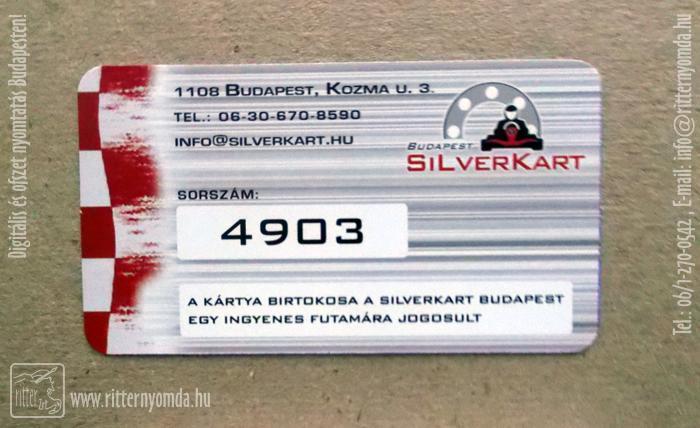 Digitális és ofszet nyomtatás Budapesten!
1108 BUDAPEST, KOZMA U. 3.
TEL.: 06-30-670-8590
INFO@SILVERKART.HU
BUDAPEST
SILVERKART
SORSZÁM:
4903
A KÁRTYA BIRTOKOSA A SILVERKART BUDAPEST
EGY INGYENES FUTAMÁRA JOGOSULT
Tel.: 06/1-270-0542 E-mail: info@ritternyomda.hu
ritter
Zrt
www.ritternyomda.hu